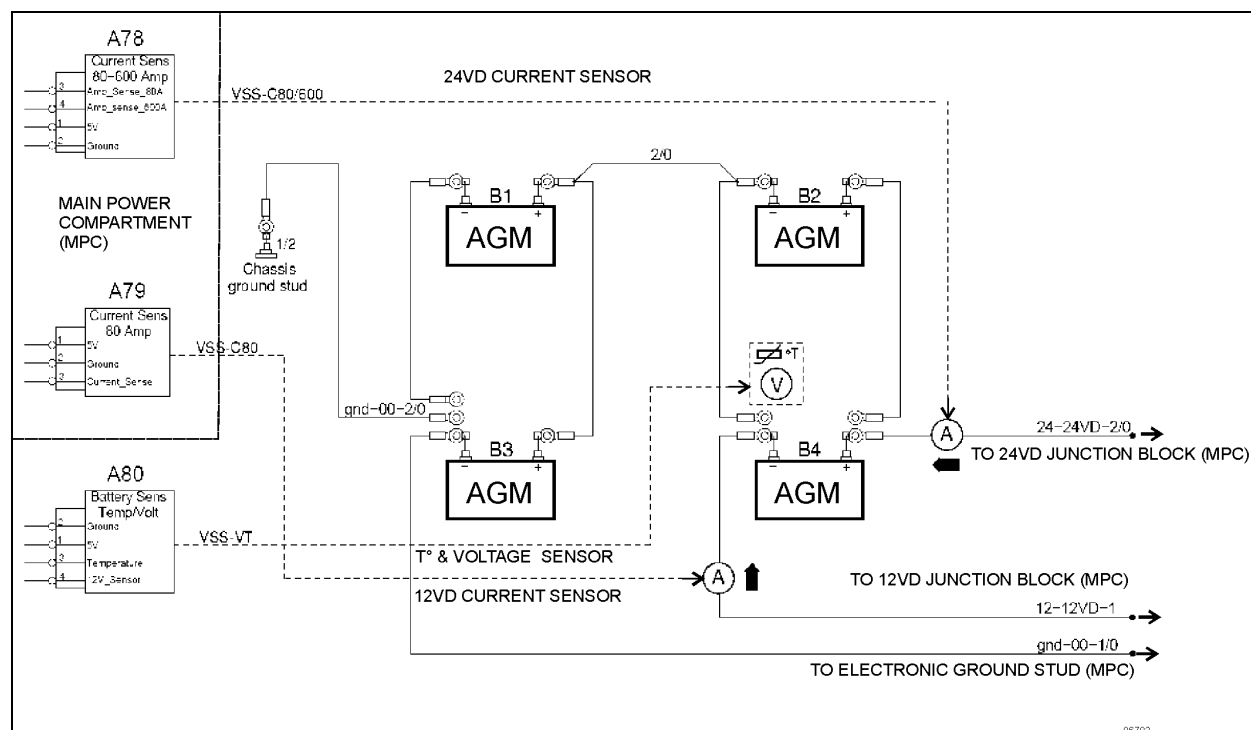 A78
Current Sens
80-600 Amp
3
Amp_Sense_80A
4
Amp_sense_600A
1
5V
2
Ground
VSS-C80/600
24VD CURRENT SENSOR
MAIN POWER
COMPARTMENT
(MPC)
1/2
Chassis
ground stud
2/0
B1
- +
AGM
B2
- +
AGM
A79
Current Sens
80 Amp
1
5V
2
Ground
3
Current_Sense
VSS-C80
°T
V
gnd-00-2/0
B3
- +
AGM
B4
- +
AGM
A
24-24VD-2/0
TO 24VD JUNCTION BLOCK (MPC)
A80
Battery Sens
Temp/Volt
2
Ground
1
5V
3
Temperature
4
12V_Sensor
VSS-VT
T° & VOLTAGE SENSOR
12VD CURRENT SENSOR
A
TO 12VD JUNCTION BLOCK (MPC)
12-12VD-1
gnd-00-1/0
TO ELECTRONIC GROUND STUD (MPC)